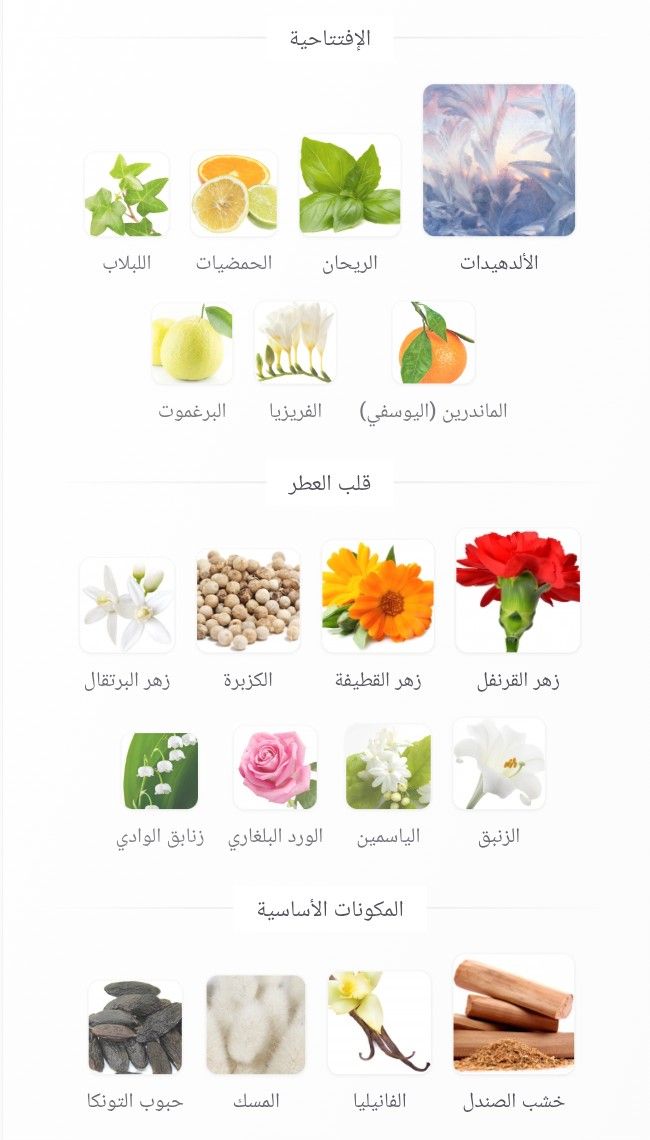 الإفتتاحية
الألدهيدات الريحان الحمضيات اللبلاب
الماندرين (اليوسفي) الفريزيا البرغموت
قلب العطر
زهر القرنفل زهر القطيفة الكزبرة زهر البرتقال
الزنبق الياسمين الورد البلغاري زنابق الوادي
المكونات الأساسية
خشب الصندل الفانيليا المسك حبوب التونكا